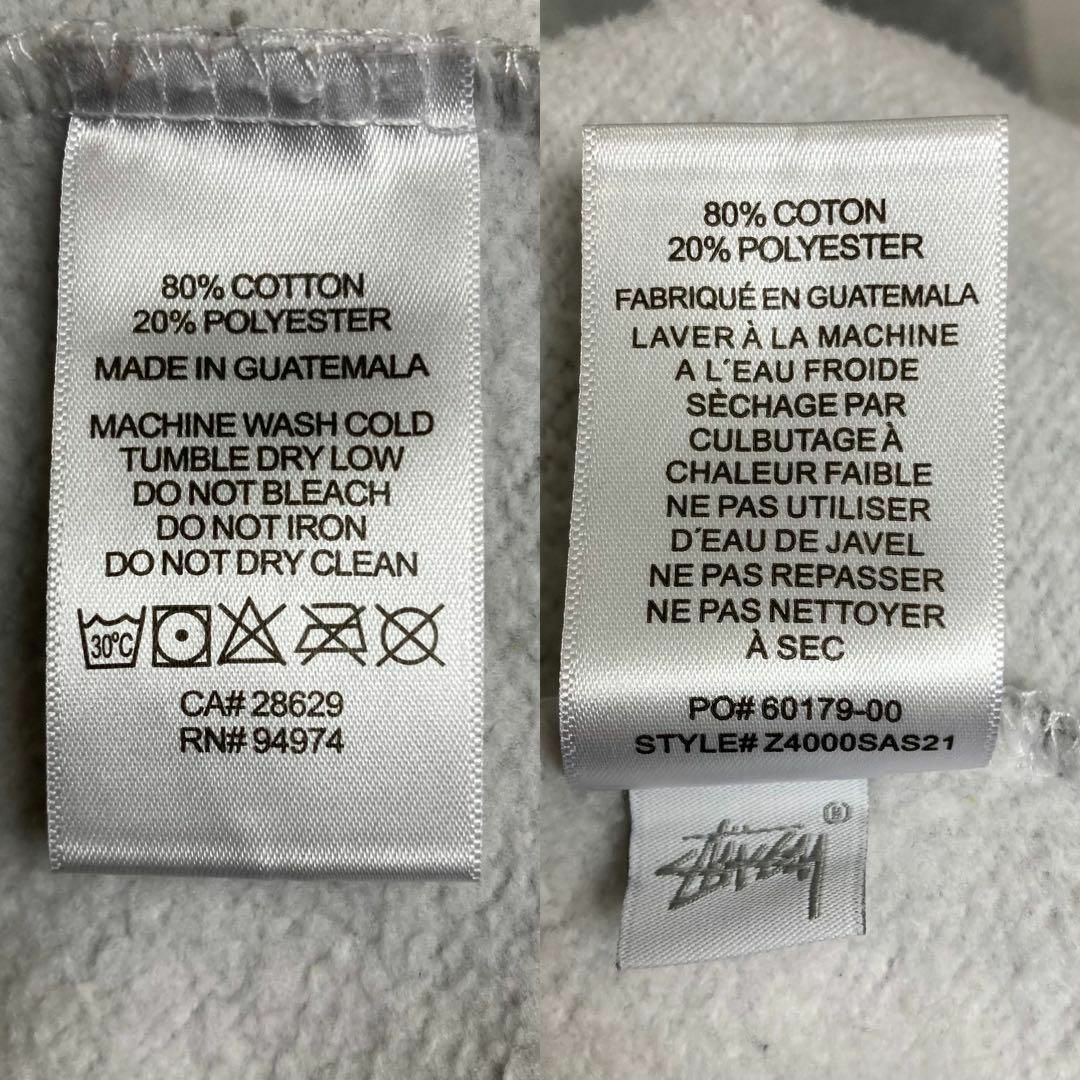 80% COTTON
20% POLYESTER
MADE IN GUATEMALA
MACHINE WASH COLD
TUMBLE DRY LOW
DO NOT BLEACH
DO NOT IRON
DO NOT DRY CLEAN
30ºC
CA# 28629
RN# 94974
80% COTON
20% POLYESTER
FABRIQUÉ EN GUATEMALA
LAVER À LA MACHINE
A L´EAU FROIDE
SÈCHAGE PAR
CULBUTAGE À
CHALEUR FAIBLE
NE PAS UTILISER
D´EAU DE JAVEL
NE PAS REPASSER
NE PAS NETTOYER
À SEC
PO# 60179-00
STYLE# Z4000SAS21
Stüssy ®